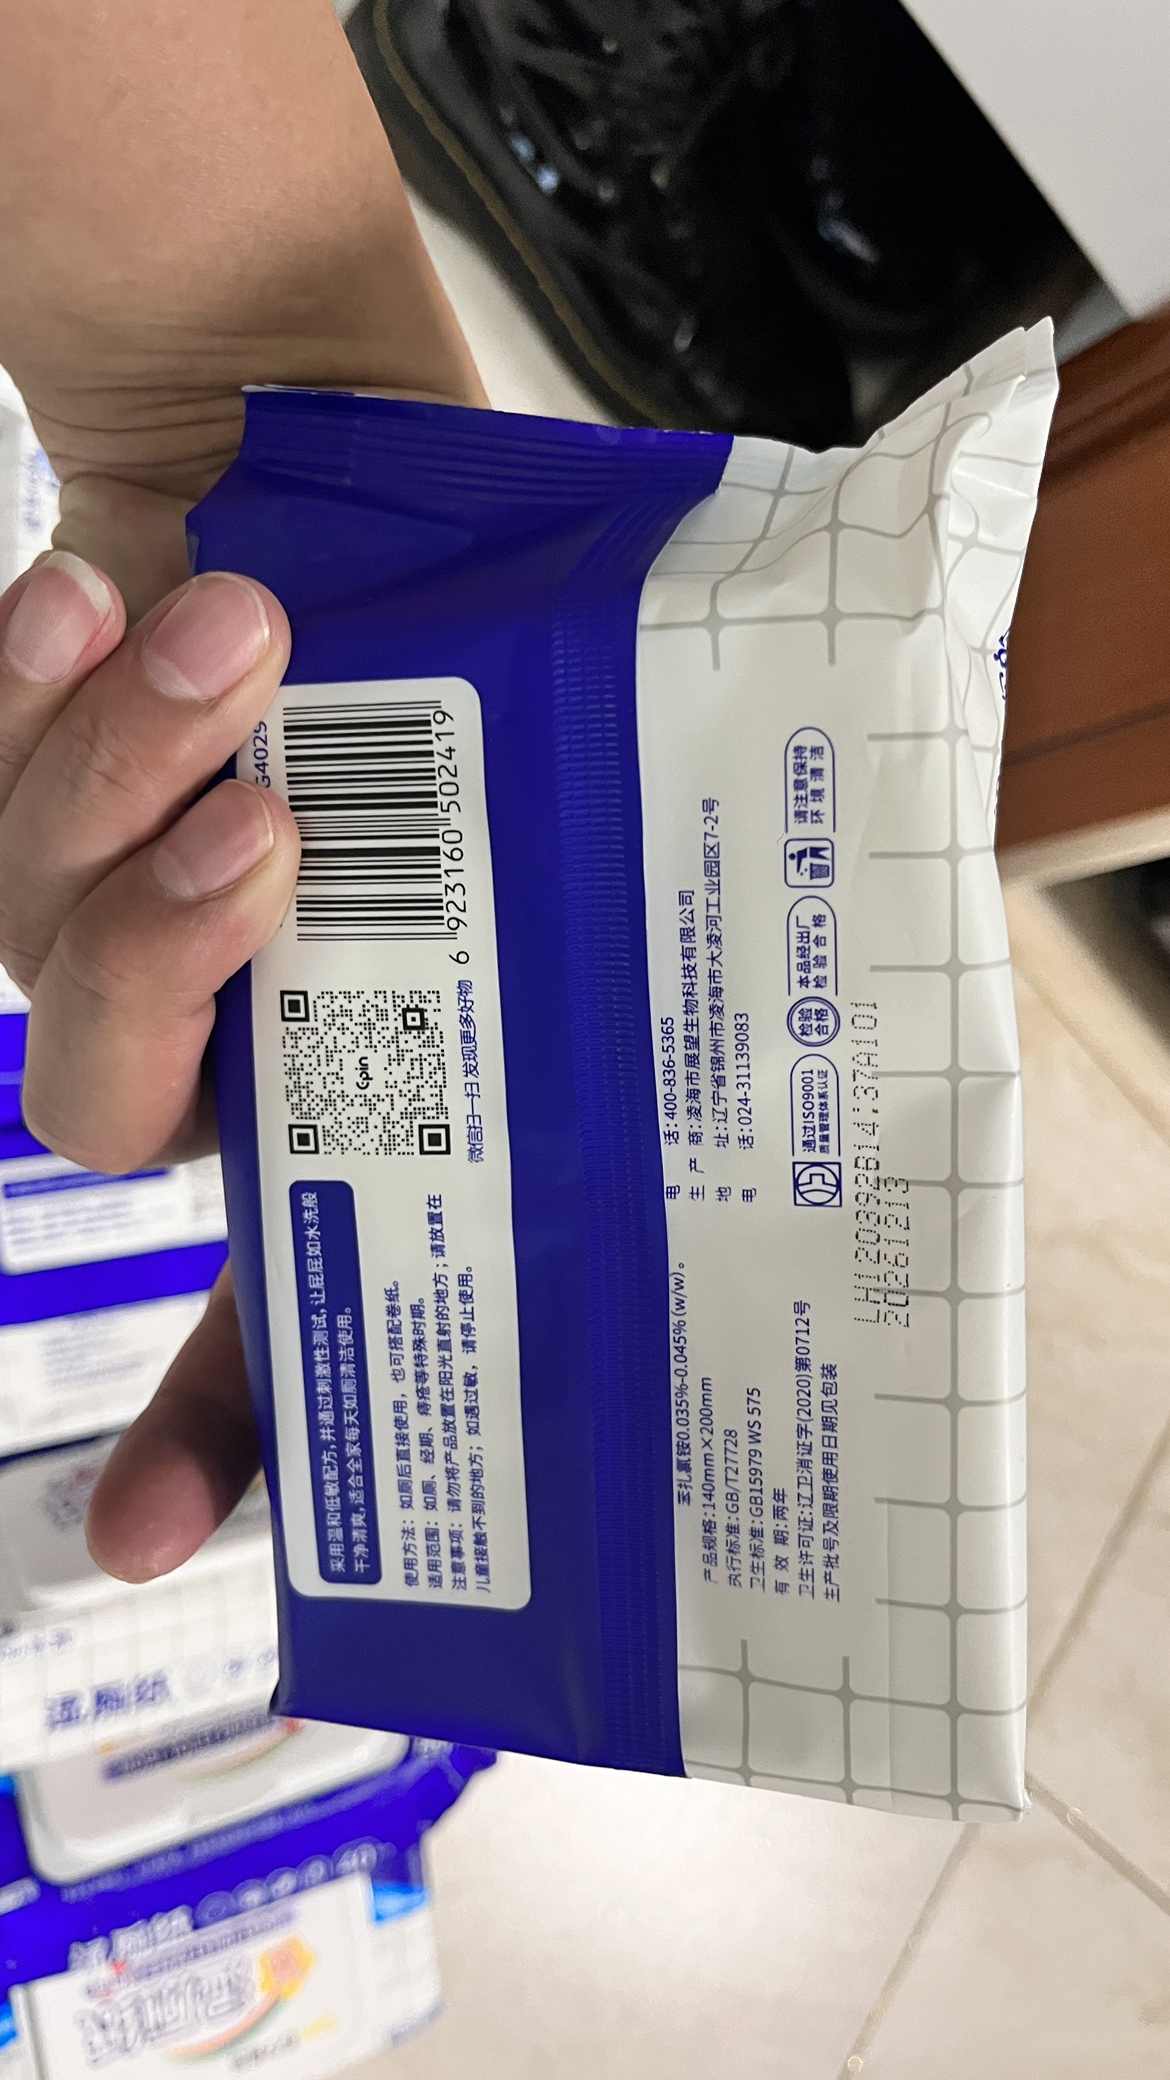 采用温和低敏配方,并通过刺激性测试,让屁屁如水洗般
干净清爽,适合全家每天如厕清洁使用。
使用方法：如厕后直接使用，也可搭配卷纸。
适用范围：如厕、经期、痔疮等特殊时期。
注意事项：请勿将产品放置在阳光直射的地方；请放置在
儿童接触不到的地方；如遇过敏，请停止使用。
Cpin
微信扫一扫 发现更多好物
G4029
6 923160 502419
苯扎氯铵0.035%-0.045% (w/w)。
产品规格:140mm×200mm
执行标准:GB/T27728
卫生标准:GB15979 WS 575
有 效 期:两年
卫生许可证:辽卫消证字(2020)第0712号
生产批号及限期使用日期见包装
电 话:400-836-5365
生 产 商:凌海市展望生物科技有限公司
地 址:辽宁省锦州市凌海市大凌河工业园区7-2号
电 话:024-31139083
通过ISO9001
质量管理体系认证
检验
合格
本品经出厂
检验合格
请注意保持
环境清洁
20261213